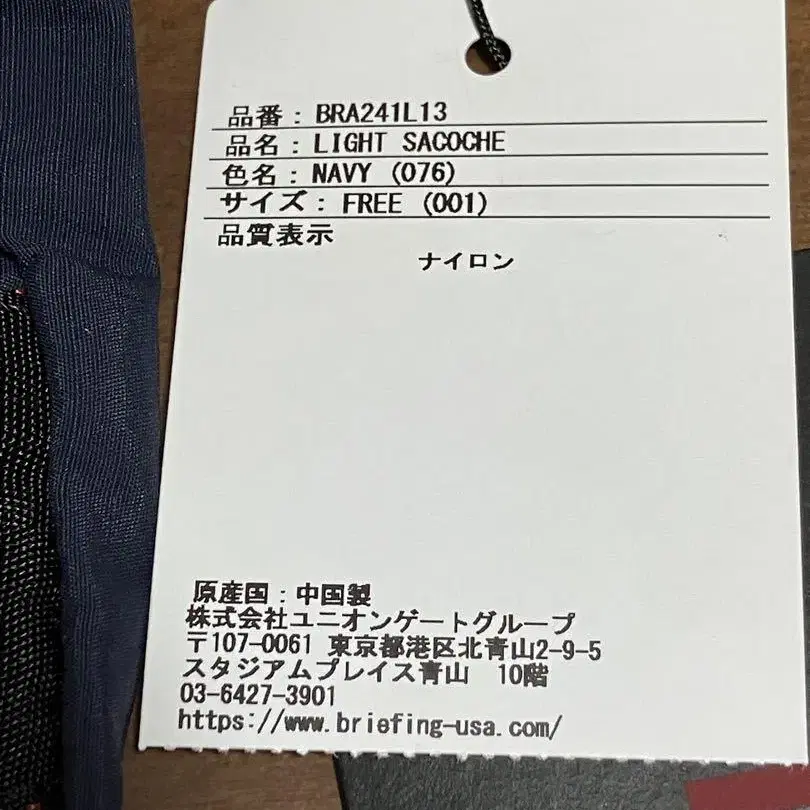 品番：BRA241L13
品名：LIGHT SACOCHE
色名：NAVY (076)
サイズ：FREE (001)
品質表示
ナイロン
原産国：中国製
株式会社ユニオンゲートグループ
〒107-0061 東京都港区北青山2-9-5
スタジアムプレイス青山　10階
03-6427-3901
https://www.briefing-usa.com/